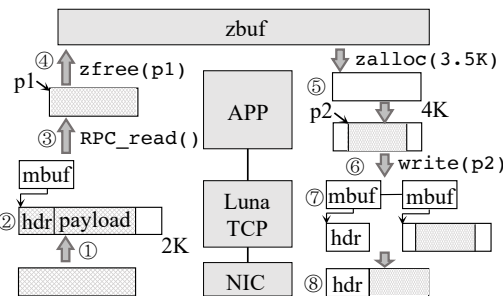 zbuf
④ zfree(p1)
p1
③ RPC_read()
mbuf
② hdr payload
2K
①
APP
Luna
TCP
NIC
zalloc(3.5K)
⑤
p2
4K
⑥ write(p2)
⑦ mbuf mbuf
hdr
⑧ hdr